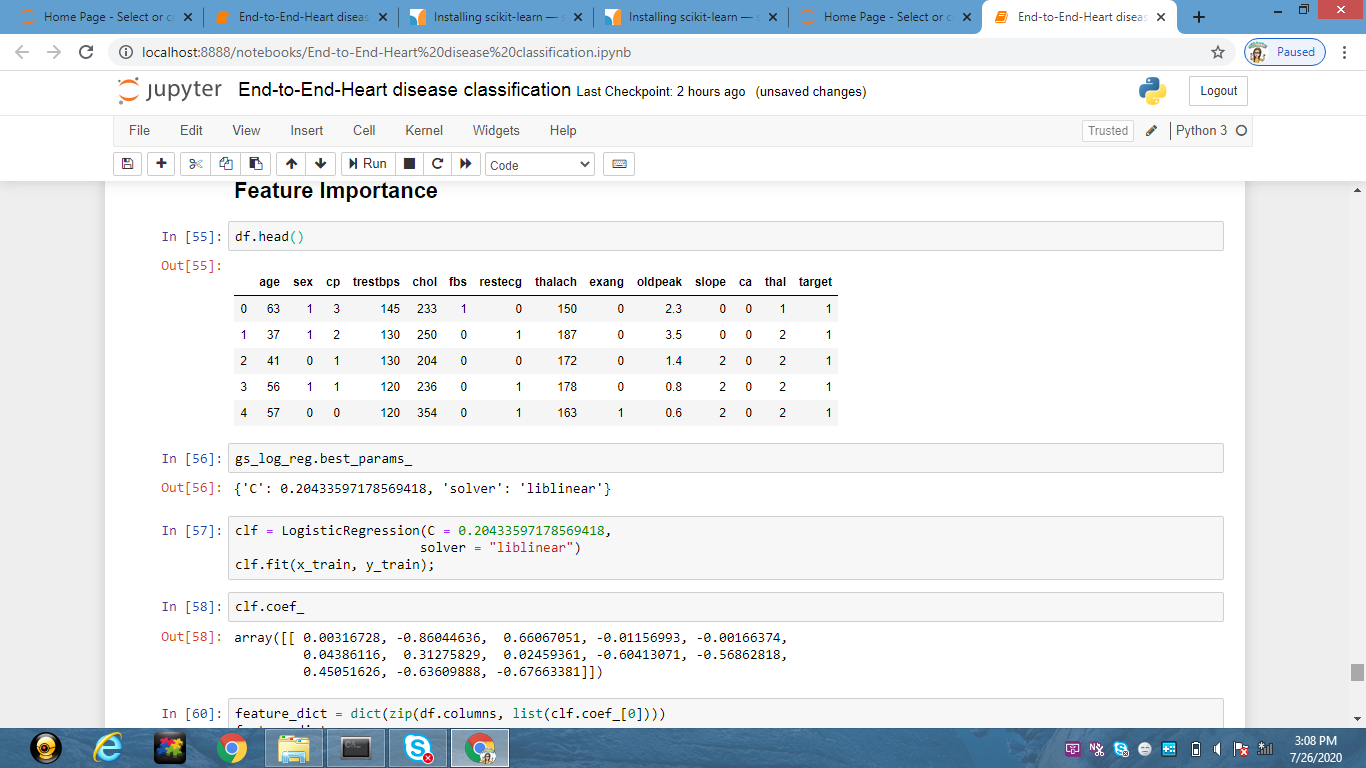 Home Page - Select or c
End-to-End-Heart diseas
Installing scikit-learn — s
Installing scikit-learn — s
Home Page - Select or c
End-to-End-Heart diseas
localhost:8888/notebooks/End-to-End-Heart%20disease%20classification.ipynb
Paused
jupyter End-to-End-Heart disease classification Last Checkpoint: 2 hours ago (unsaved changes)
Logout
File Edit View Insert Cell Kernel Widgets Help
Trusted
Python 3
Run
Code
Feature Importance
In [55]: df.head()
Out[55]:
age sex cp trestbps chol fbs restecg thalach exang oldpeak slope ca thal target
0 63 1 3 145 233 1 0 150 0 2.3 0 0 1 1
1 37 1 2 130 250 0 1 187 0 3.5 0 0 2 1
2 41 0 1 130 204 0 0 172 0 1.4 2 0 2 1
3 56 1 1 120 236 0 1 178 0 0.8 2 0 2 1
4 57 0 0 120 354 0 1 163 1 0.6 2 0 2 1
In [56]: gs_log_reg.best_params_
Out[56]: {'C': 0.20433597178569418, 'solver': 'liblinear'}
In [57]: clf = LogisticRegression(C = 0.20433597178569418,
solver = "liblinear")
clf.fit(x_train, y_train);
In [58]: clf.coef_
Out[58]: array([[ 0.00316728, -0.86044636, 0.66067051, -0.01156993, -0.00166374,
0.04386116, 0.31275829, 0.02459361, -0.60413071, -0.56862818,
0.45051626, -0.63609888, -0.67663381]])
In [60]: feature_dict = dict(zip(df.columns, list(clf.coef_[0])))
3:08 PM
7/26/2020